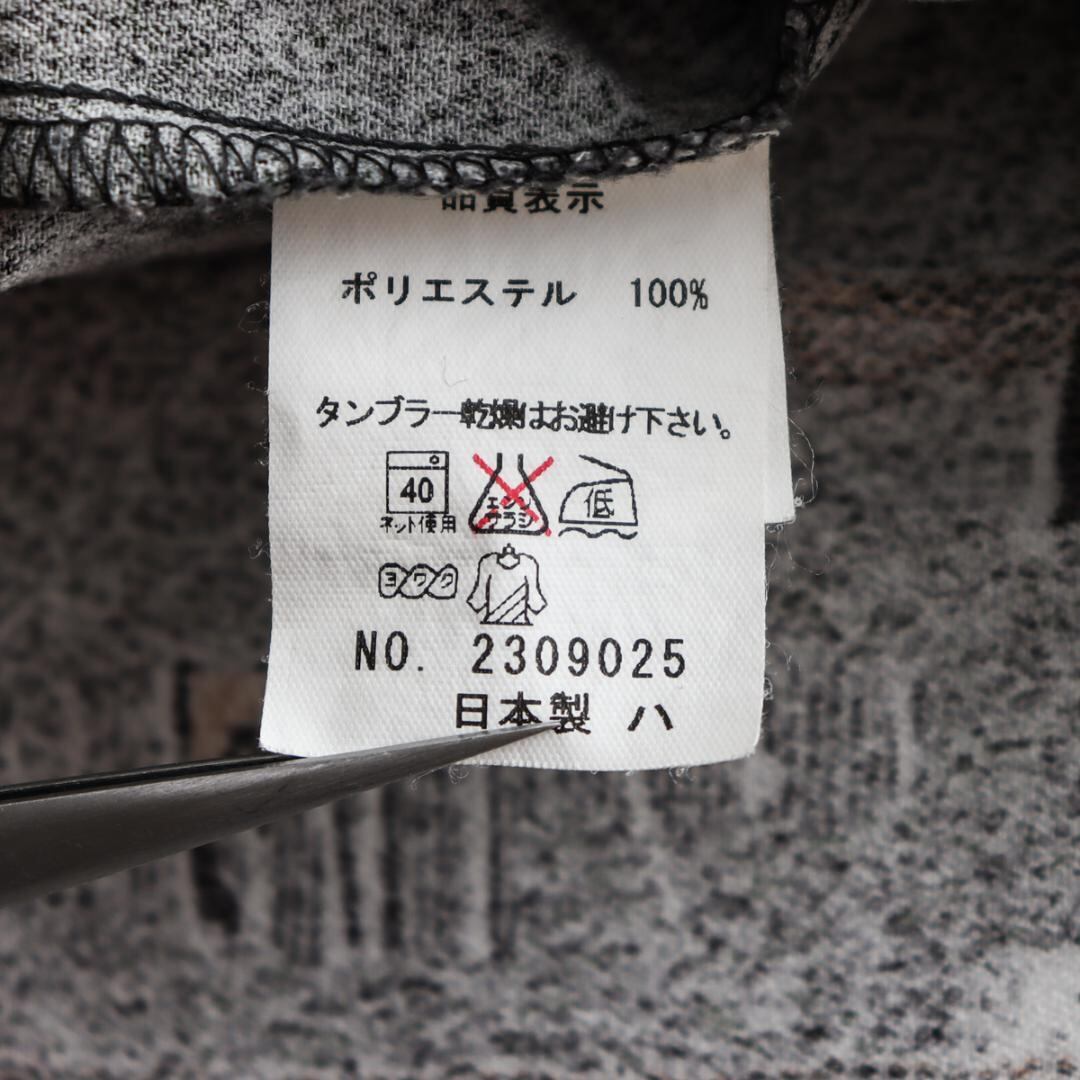 品質表示
ポリエステル 100%
タンブラー乾燥はお避け下さい。
40
エンソ
サラシ
低
ネット使用
ヨワク
NO. 2309025
日本製 ハ